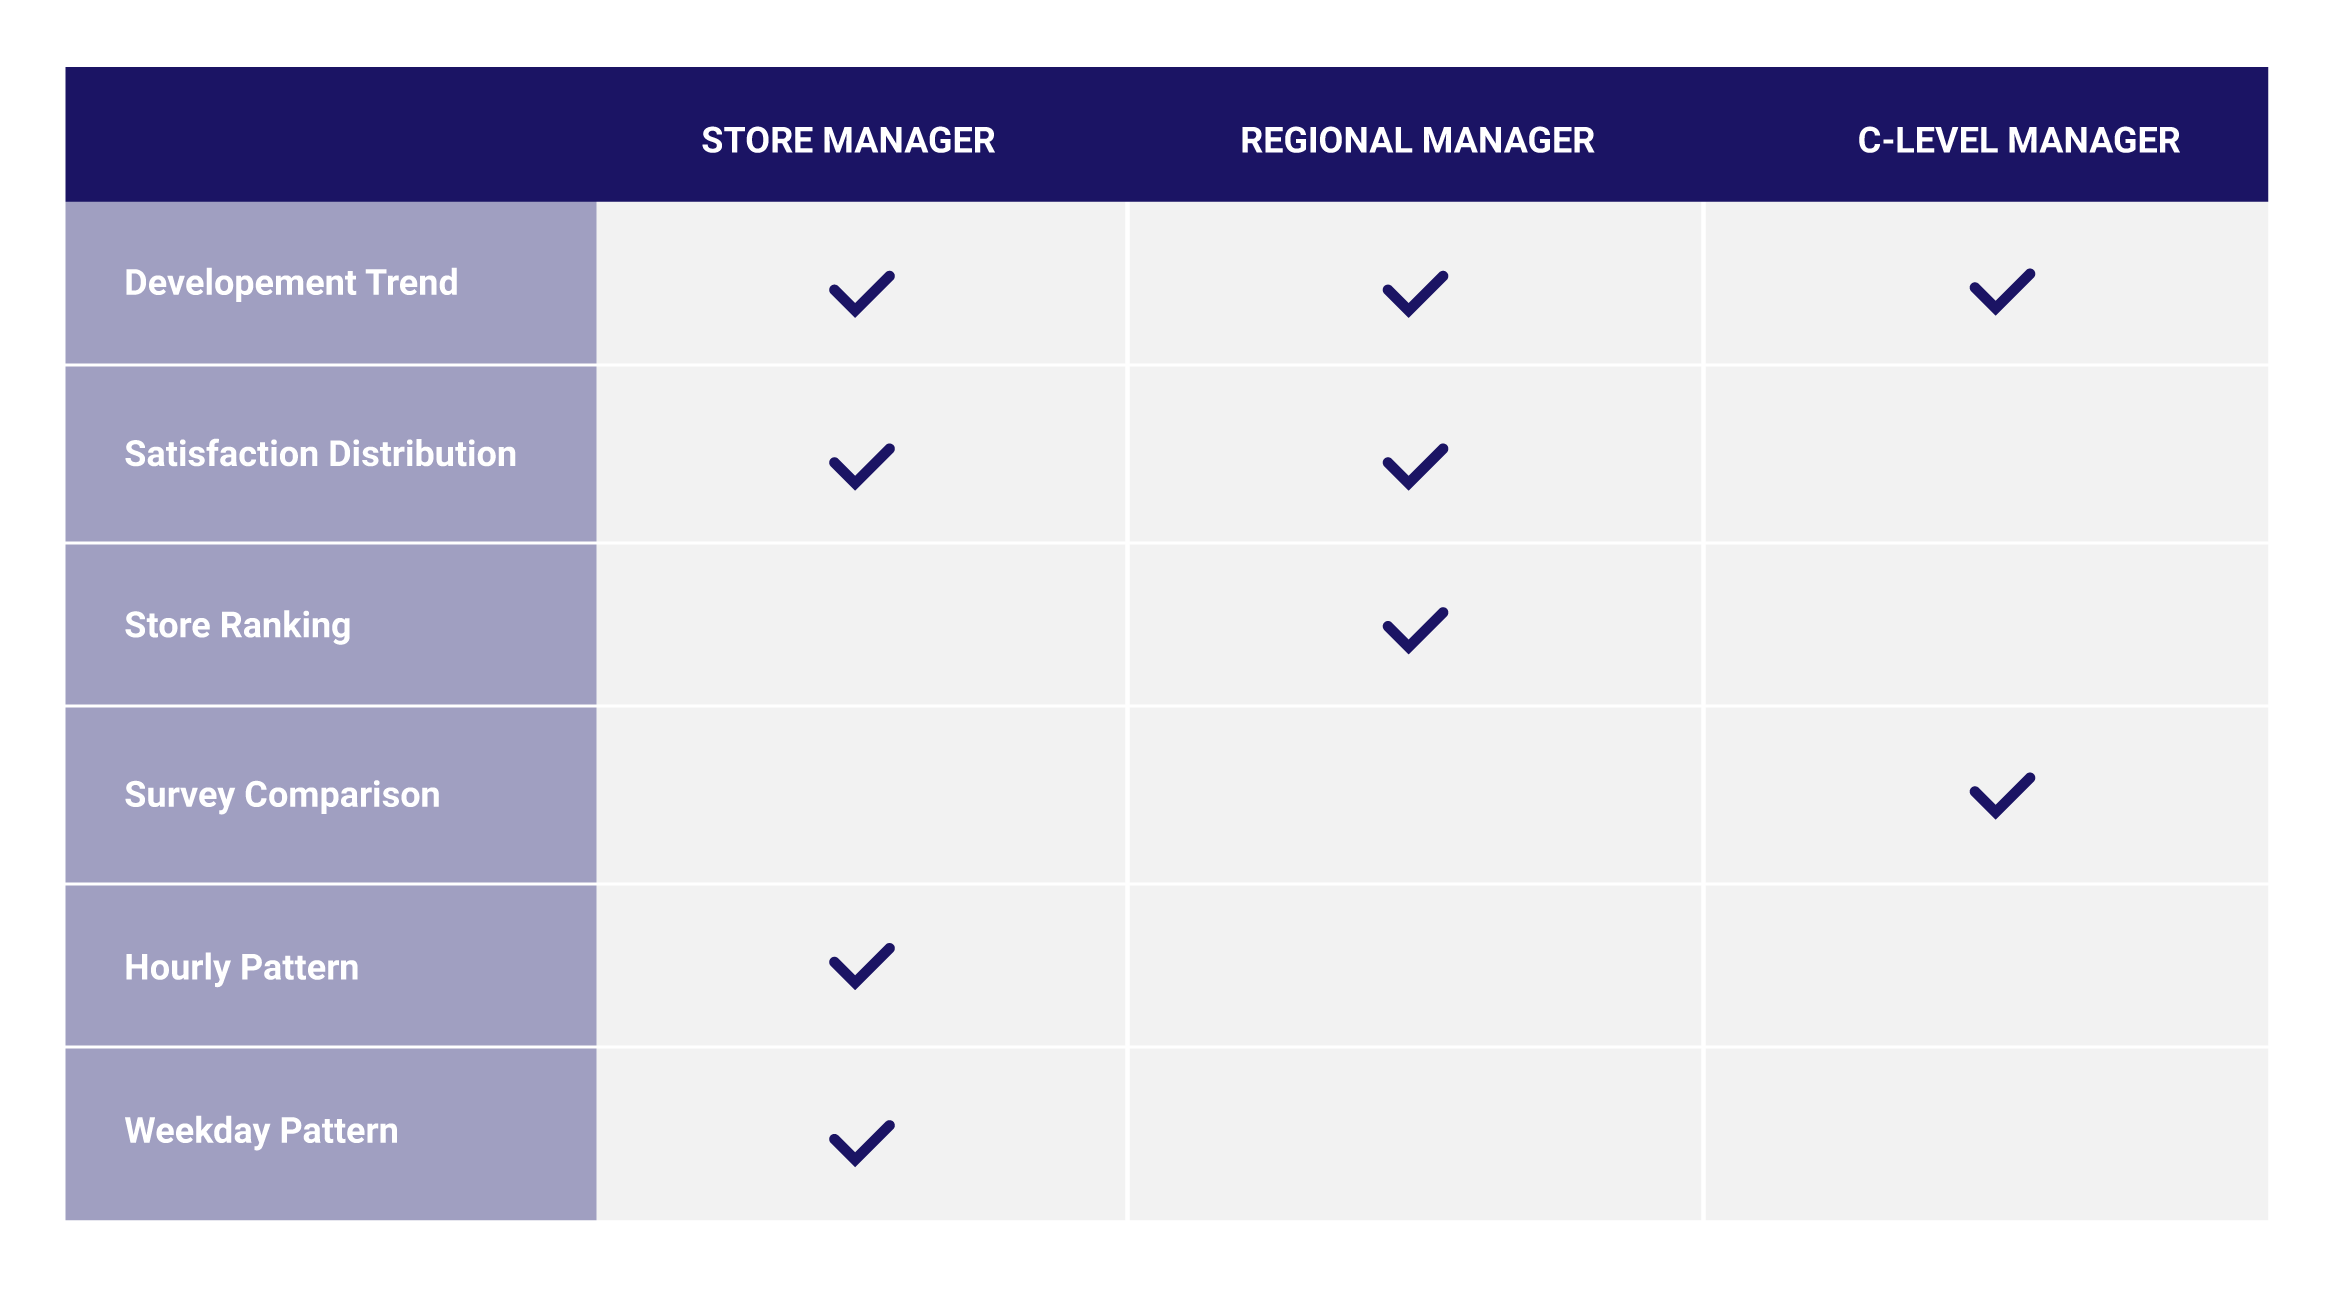 STORE MANAGER REGIONAL MANAGER C-LEVEL MANAGER
Developement Trend
Satisfaction Distribution
Store Ranking
Survey Comparison
Hourly Pattern
Weekday Pattern